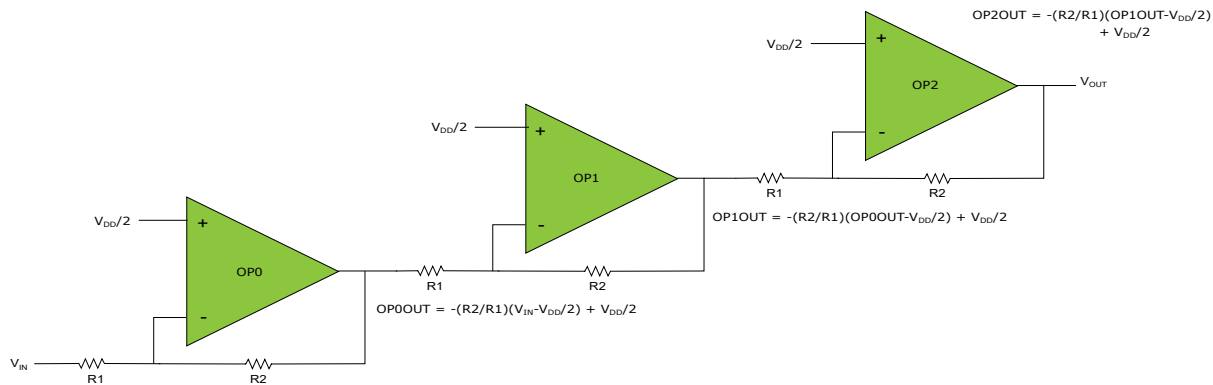 OP2OUT = -(R2/R1)(OP1OUT-VDD/2)
+ VDD/2
VDD/2
+
OP2
VOUT
-
VDD/2
+
OP1
R1
R2
-
OP1OUT = -(R2/R1)(OP0OUT-VDD/2) + VDD/2
VDD/2
+
OP0
R1
R2
-
OP0OUT = -(R2/R1)(VIN-VDD/2) + VDD/2
VIN
R1
R2